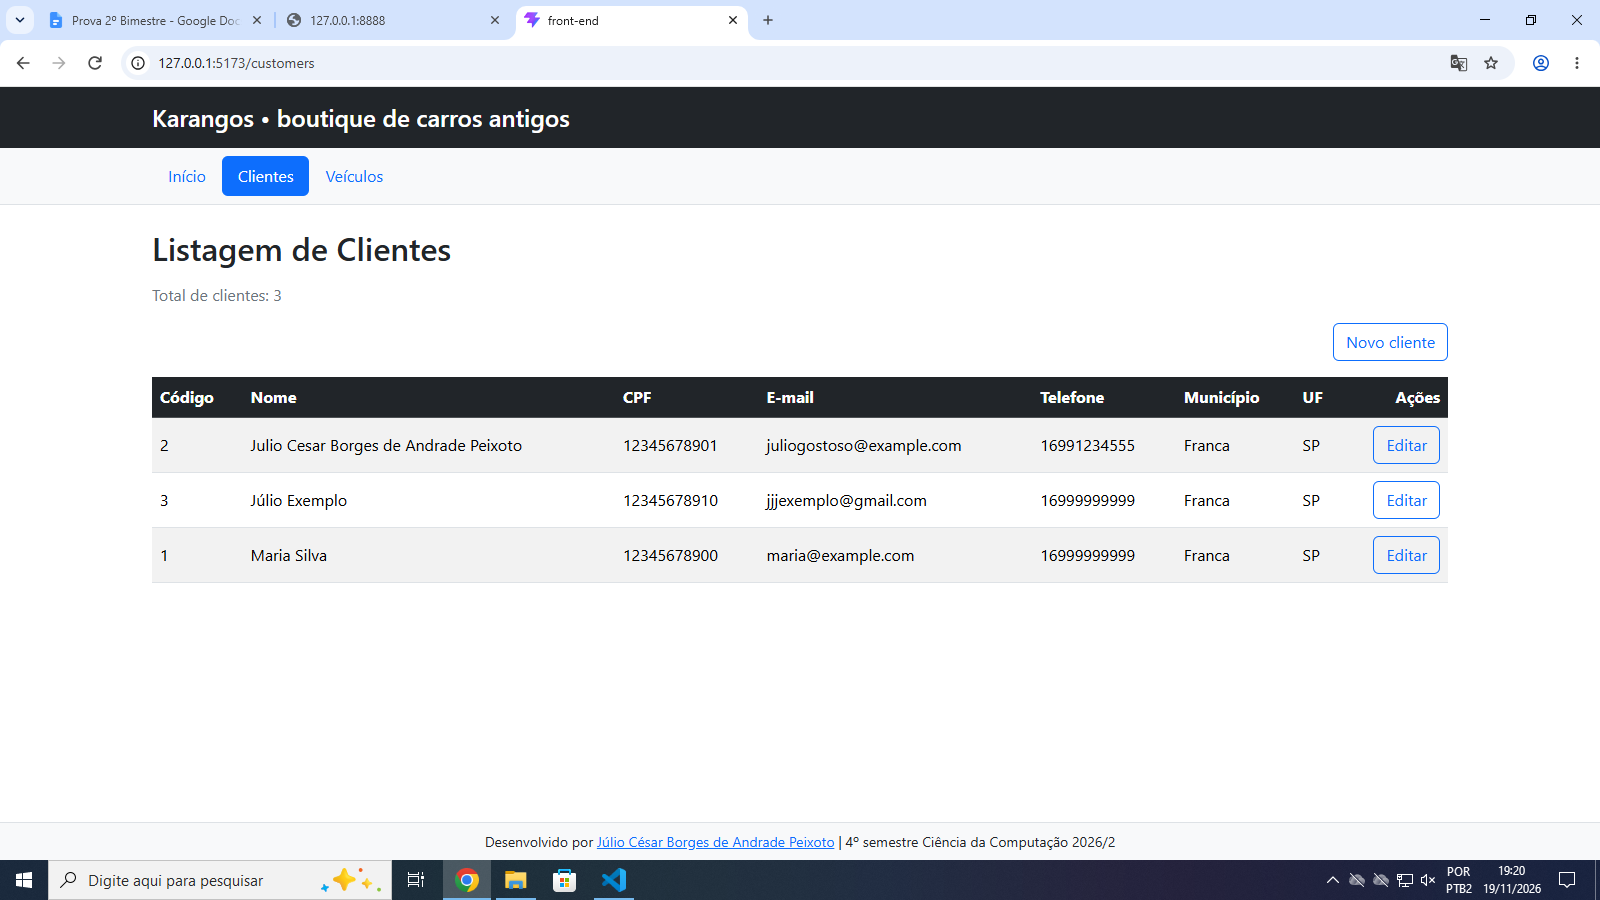 Prova 2º Bimestre - Google Doc
127.0.0.1:8888
front-end
127.0.0.1:5173/customers
Karangos • boutique de carros antigos
Início Clientes Veículos
Listagem de Clientes
Total de clientes: 3
Novo cliente
Código Nome CPF E-mail Telefone Município UF Ações
2 Julio Cesar Borges de Andrade Peixoto 12345678901 juliogostoso@example.com 16991234555 Franca SP Editar
3 Júlio Exemplo 12345678910 jjjexemplo@gmail.com 16999999999 Franca SP Editar
1 Maria Silva 12345678900 maria@example.com 16999999999 Franca SP Editar
Desenvolvido por Júlio César Borges de Andrade Peixoto | 4º semestre Ciência da Computação 2026/2
Digite aqui para pesquisar
POR
PTB2
19:20
19/11/2026